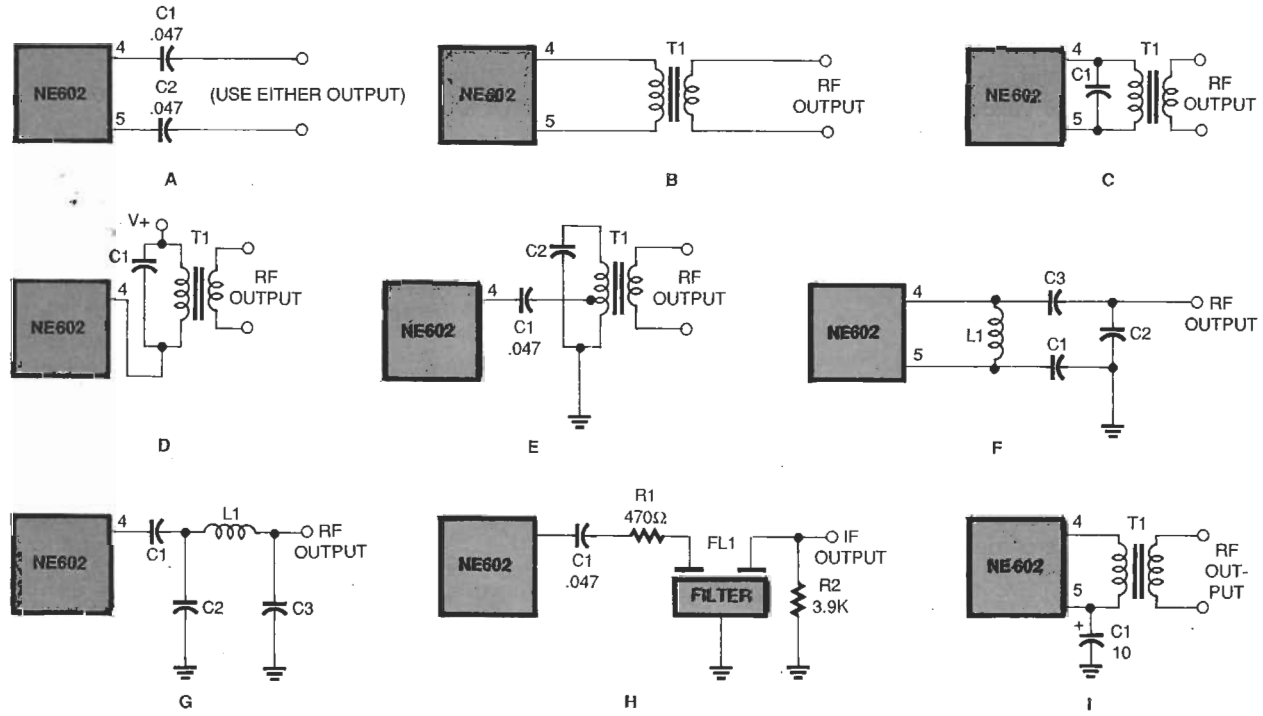 C1
.047
4
NE602
C2
.047
(USE EITHER OUTPUT)
5
A
4
T1
NE602
RF
OUTPUT
5
B
4
T1
C1
NE602
RF
OUTPUT
5
C
V+
T1
C1
4
RF
OUTPUT
NE602
D
T1
C2
4
RF
OUTPUT
NE602
C1
.047
E
4
C3
RF
OUTPUT
NE602
L1
C2
5
C1
F
4
L1
RF
OUTPUT
C1
NE602
C2
C3
G
R1
470Ω
FL1
IF
OUTPUT
NE602
C1
.047
FILTER
R2
3.9K
H
4
T1
NE602
RF
OUT-
PUT
5
+
C1
10
I